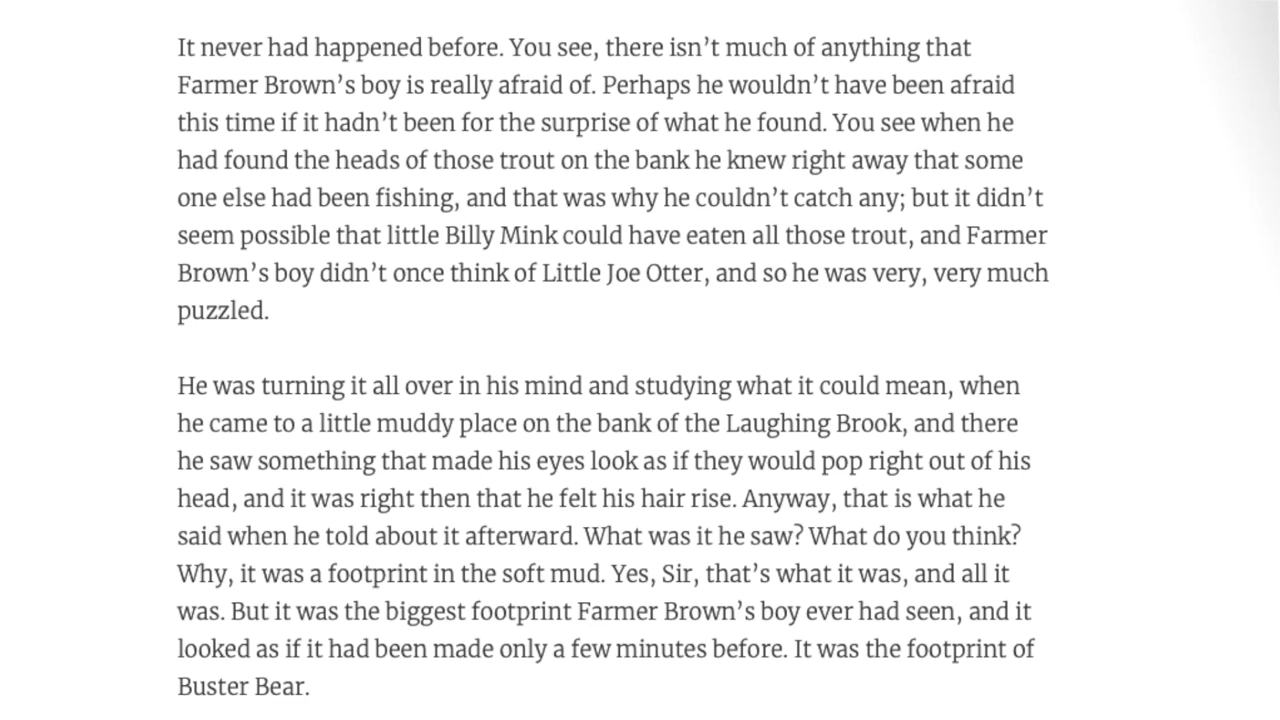 It never had happened before. You see, there isn’t much of anything that
Farmer Brown’s boy is really afraid of. Perhaps he wouldn’t have been afraid
this time if it hadn’t been for the surprise of what he found. You see when he
had found the heads of those trout on the bank he knew right away that some
one else had been fishing, and that was why he couldn’t catch any; but it didn’t
seem possible that little Billy Mink could have eaten all those trout, and Farmer
Brown’s boy didn’t once think of Little Joe Otter, and so he was very, very much
puzzled.
He was turning it all over in his mind and studying what it could mean, when
he came to a little muddy place on the bank of the Laughing Brook, and there
he saw something that made his eyes look as if they would pop right out of his
head, and it was right then that he felt his hair rise. Anyway, that is what he
said when he told about it afterward. What was it he saw? What do you think?
Why, it was a footprint in the soft mud. Yes, Sir, that’s what it was, and all it
was. But it was the biggest footprint Farmer Brown’s boy ever had seen, and it
looked as if it had been made only a few minutes before. It was the footprint of
Buster Bear.